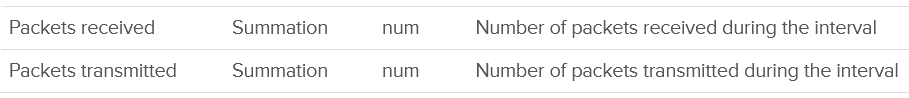 Packets received Summation num Number of packets received during the interval
Packets transmitted Summation num Number of packets transmitted during the interval